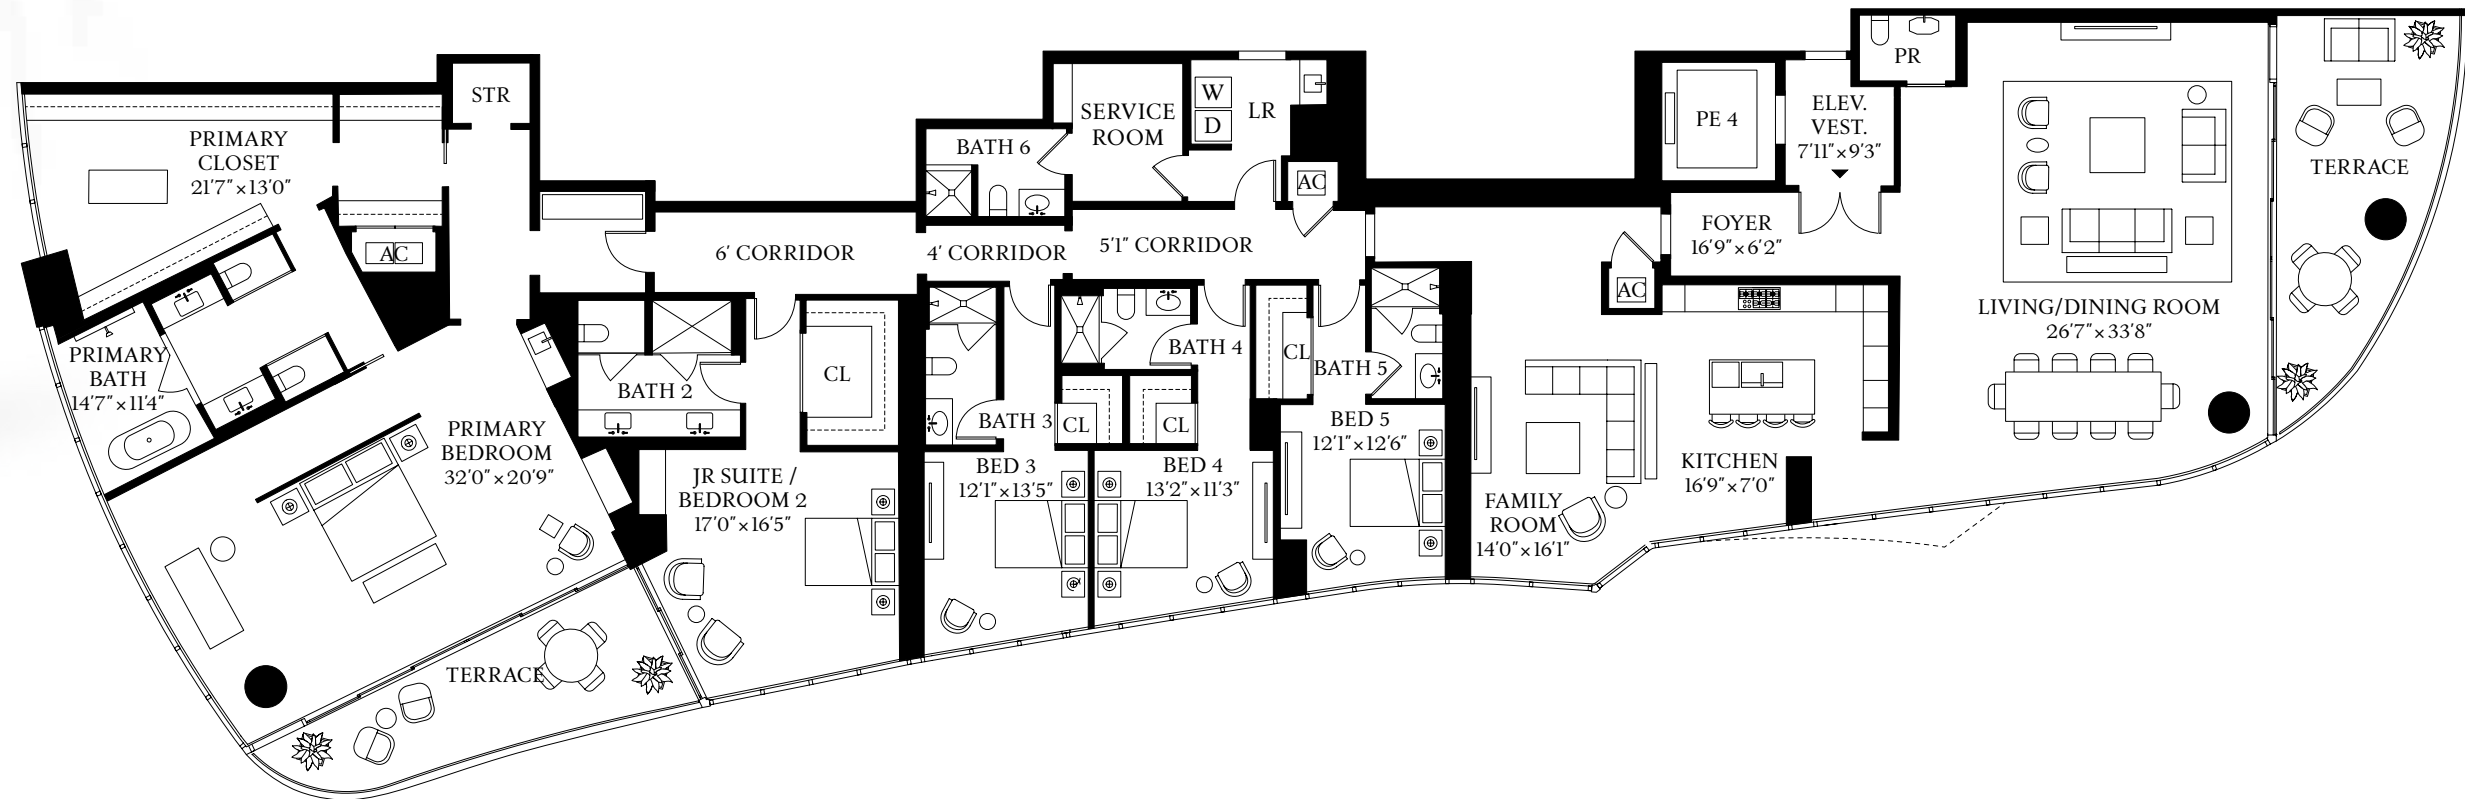 STR
PRIMARY
CLOSET
21'7"×13'0"
AC
PRIMARY
BATH
14'7"×11'4"
PRIMARY
BEDROOM
32'0"×20'9"
TERRACE
6' CORRIDOR
BATH 2
CL
JR SUITE /
BEDROOM 2
17'0"×16'5"
BATH 6
SERVICE
ROOM
W
D
LR
AC
4' CORRIDOR
5'1" CORRIDOR
BATH 3
CL
BED 3
12'1"×13'5"
BATH 4
CL
BED 4
13'2"×11'3"
CL
BATH 5
BED 5
12'1"×12'6"
PE 4
ELEV.
VEST.
7'11"×9'3"
PR
FOYER
16'9"×6'2"
AC
FAMILY
ROOM
14'0"×16'1"
KITCHEN
16'9"×7'0"
LIVING/DINING ROOM
26'7"×33'8"
TERRACE